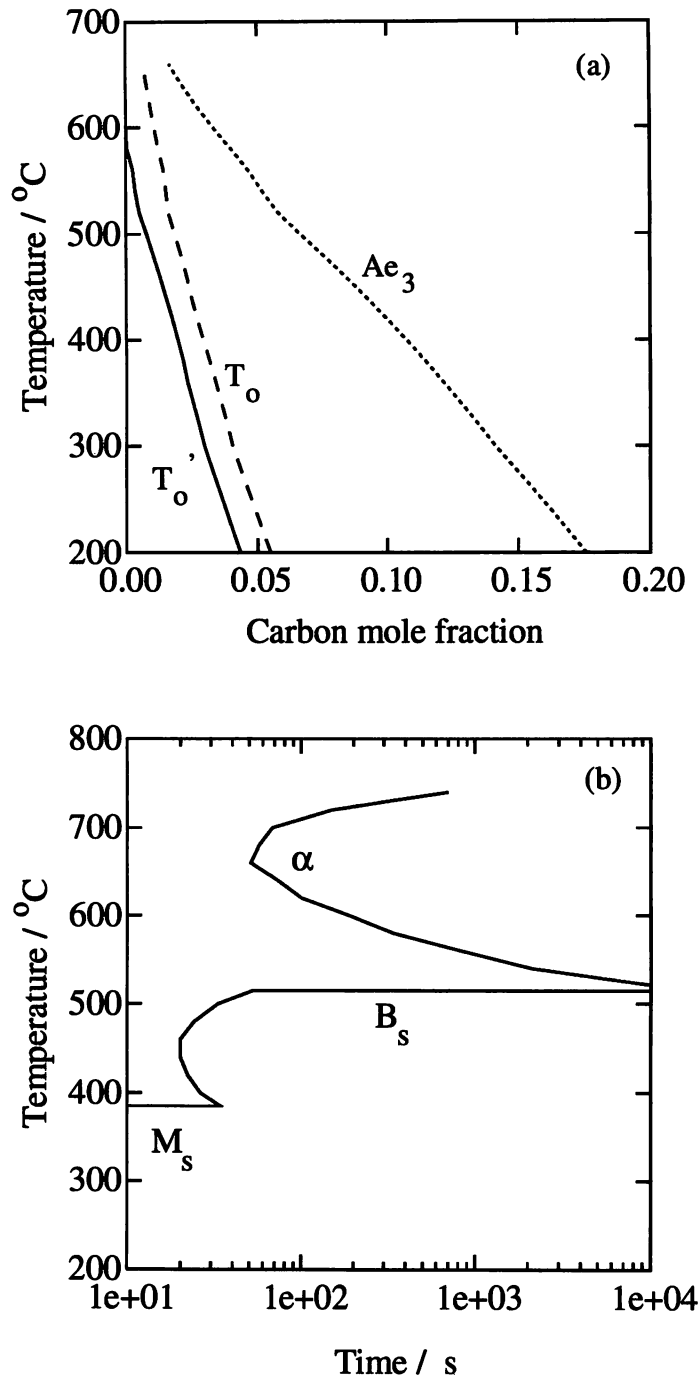 700
(a)
600
500
Ae3
400
To
300
To'
200
0.00 0.05 0.10 0.15 0.20
Temperature / °C
Carbon mole fraction
800
(b)
700
α
600
500
Bs
400
Ms
300
200
1e+01 1e+02 1e+03 1e+04
Temperature / °C
Time / s